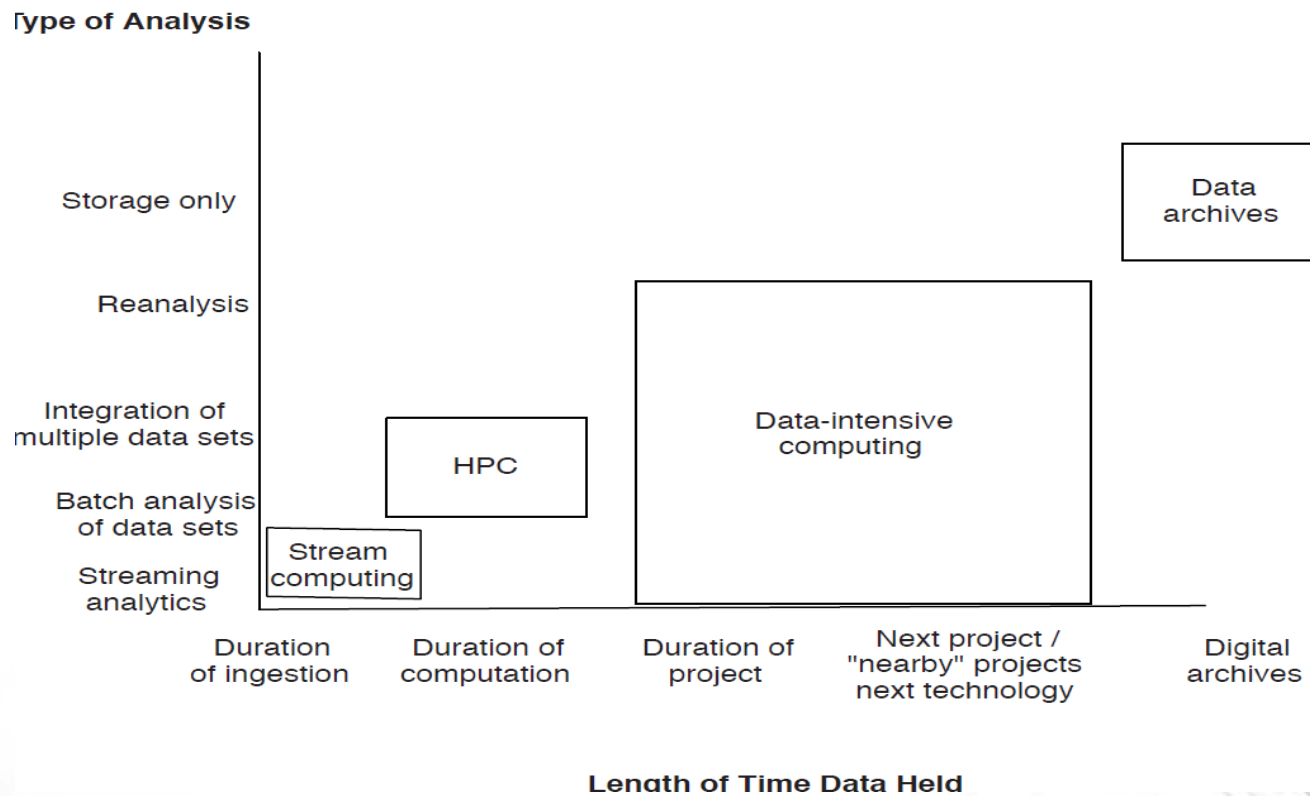 Type of Analysis
Storage only
Data
archives
Reanalysis
Integration of
multiple data sets
Data-intensive
computing
HPC
Batch analysis
of data sets
Stream
computing
Streaming
analytics
Duration
of ingestion
Duration of
computation
Duration of
project
Next project /
"nearby" projects
next technology
Digital
archives
Length of Time Data Held